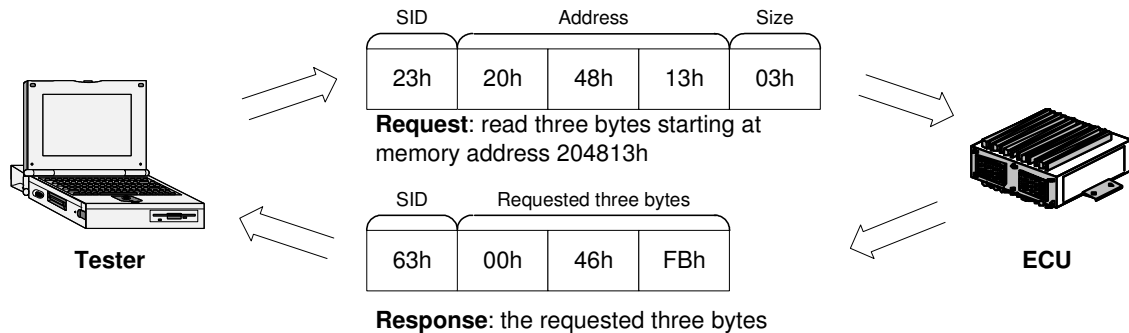 SID Address Size
23h 20h 48h 13h 03h
Request: read three bytes starting at
memory address 204813h
SID Requested three bytes
63h 00h 46h FBh
Tester
ECU
Response: the requested three bytes